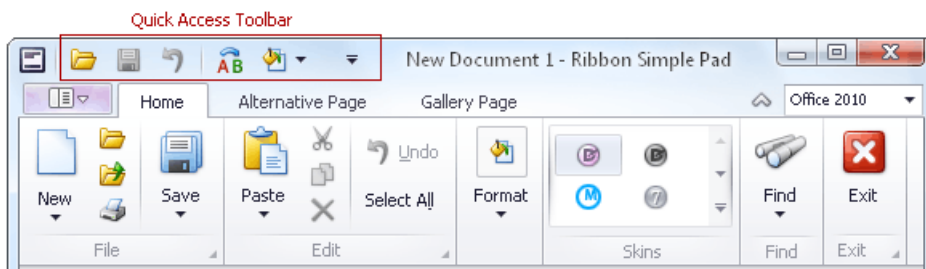 Quick Access Toolbar
A B
New Document 1 - Ribbon Simple Pad
Home Alternative Page Gallery Page Office 2010
New Save Paste Undo Select All Format Find Exit
File Edit Skins Find Exit